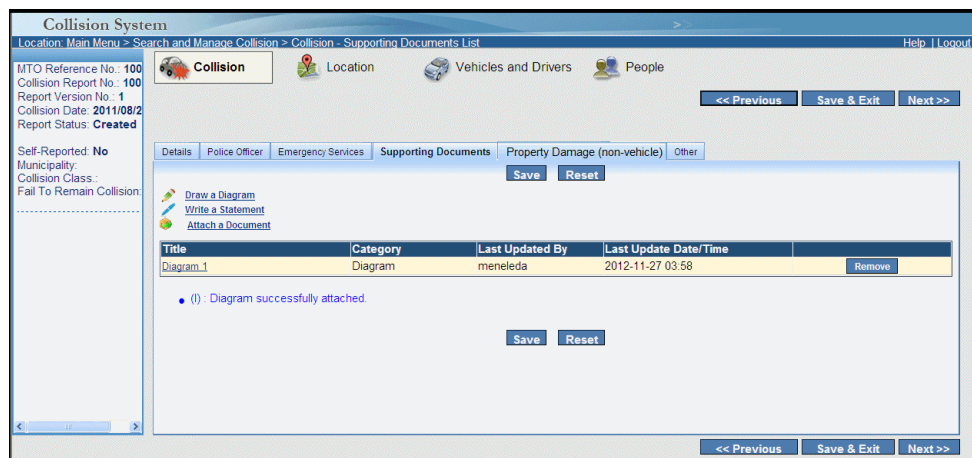 Collision System
Location: Main Menu > Search and Manage Collision > Collision - Supporting Documents List
Help | Logout
MTO Reference No.: 100
Collision Report No.: 100
Report Version No.: 1
Collision Date: 2011/08/2
Report Status: Created
Self-Reported: No
Municipality:
Collision Class.:
Fail To Remain Collision:
Collision Location Vehicles and Drivers People
<< Previous Save & Exit Next >>
Details Police Officer Emergency Services Supporting Documents Property Damage (non-vehicle) Other
Save Reset
Draw a Diagram
Write a Statement
Attach a Document
Title Category Last Updated By Last Update Date/Time
Diagram 1 Diagram meneleda 2012-11-27 03:58 Remove
(I) : Diagram successfully attached.
Save Reset
<< Previous Save & Exit Next >>